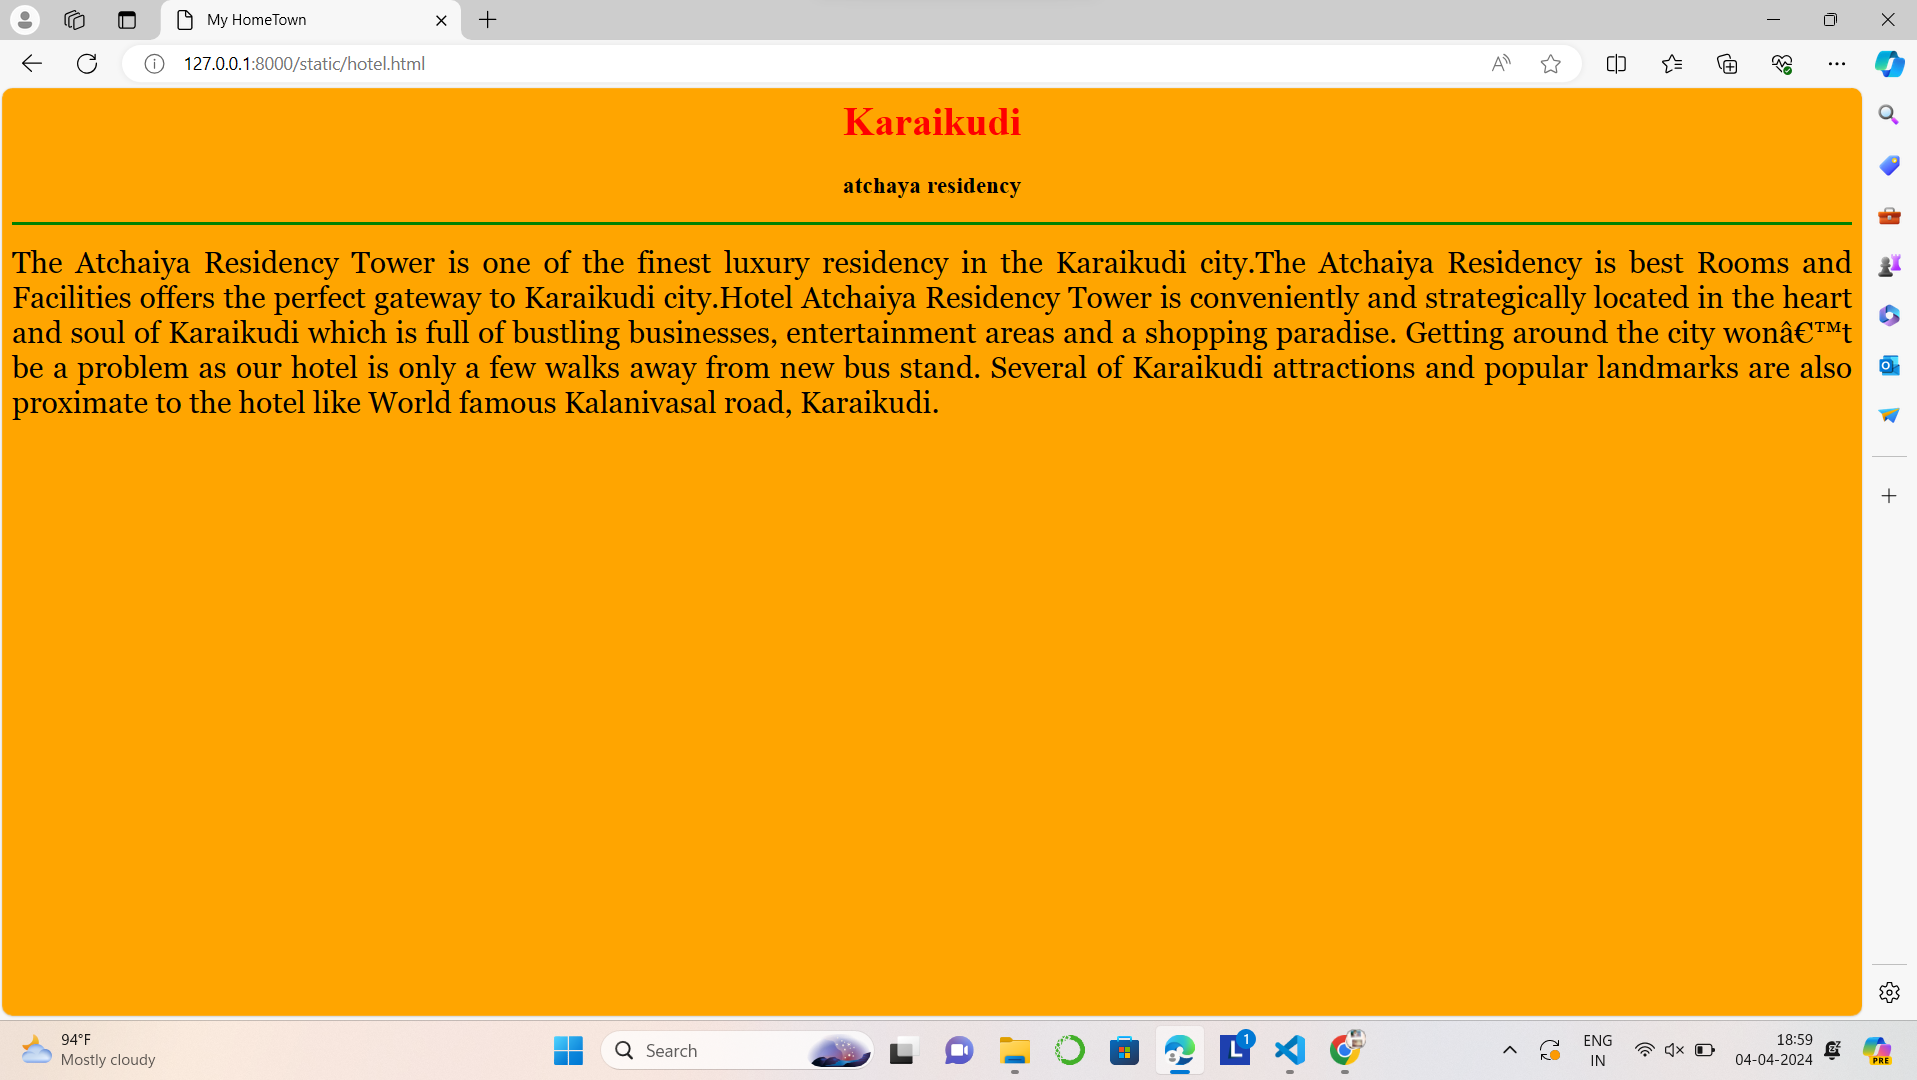 My HomeTown
127.0.0.1:8000/static/hotel.html
Karaikudi
atchaya residency
The Atchaiya Residency Tower is one of the finest luxury residency in the Karaikudi city.The Atchaiya Residency is best Rooms and
Facilities offers the perfect gateway to Karaikudi city.Hotel Atchaiya Residency Tower is conveniently and strategically located in the heart
and soul of Karaikudi which is full of bustling businesses, entertainment areas and a shopping paradise. Getting around the city wonâ€™t
be a problem as our hotel is only a few walks away from new bus stand. Several of Karaikudi attractions and popular landmarks are also
proximate to the hotel like World famous Kalanivasal road, Karaikudi.
94°F
Mostly cloudy
Search
L
1
ENG
IN
18:59
04-04-2024
PRE